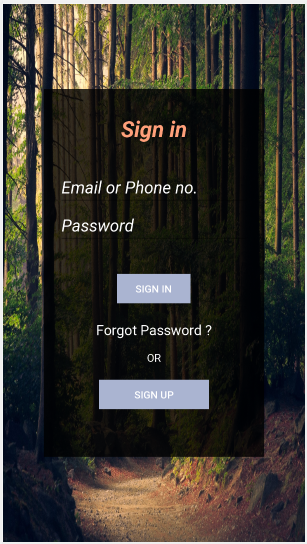 Sign in
Email or Phone no.
Password
SIGN IN
Forgot Password ?
OR
SIGN UP